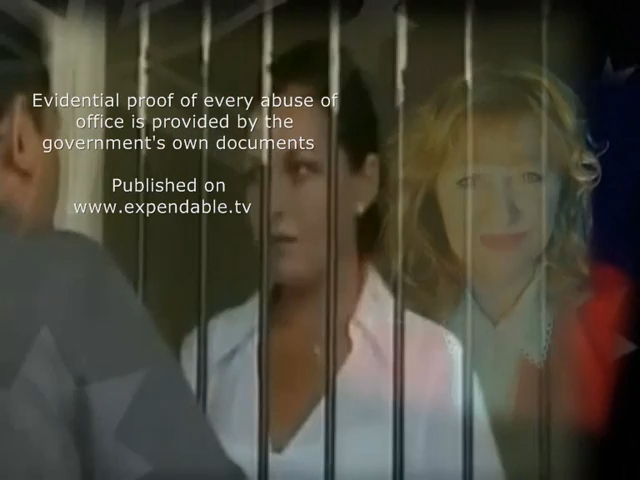 Evidential proof of every abuse of
office is provided by the
government's own documents
Published on
www.expendable.tv